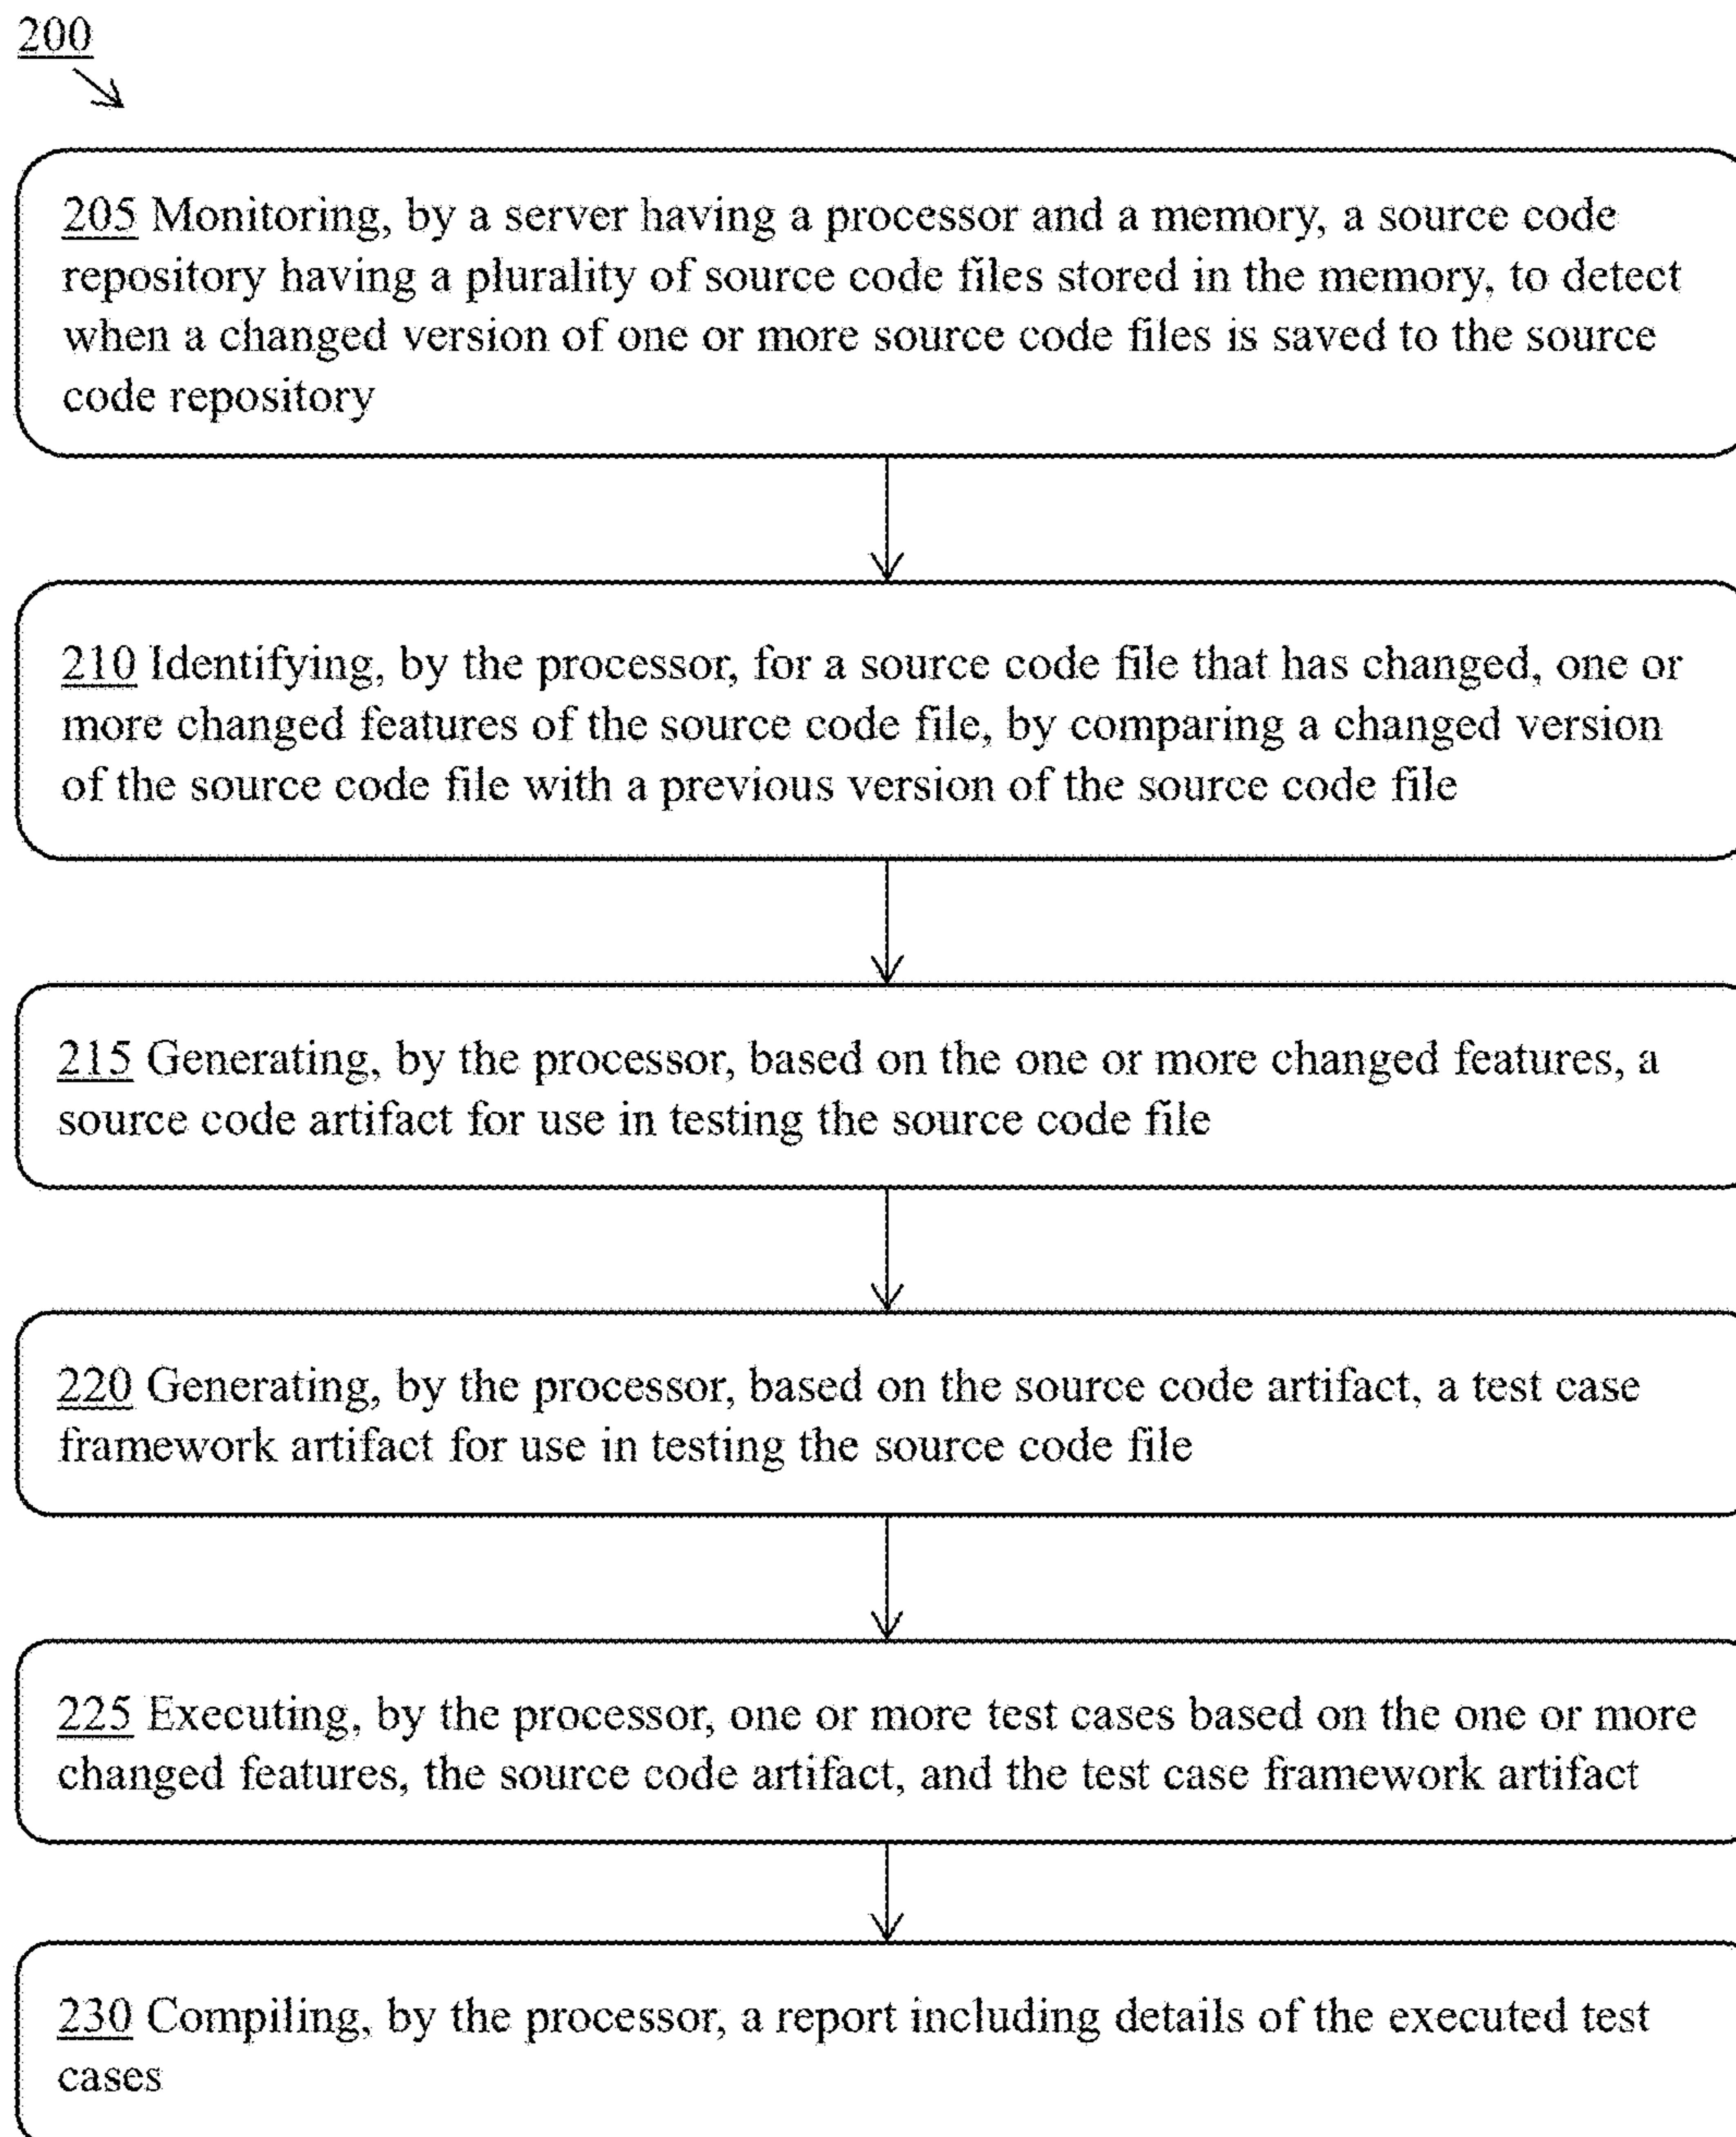 200
205 Monitoring, by a server having a processor and a memory, a source code
repository having a plurality of source code files stored in the memory, to detect
when a changed version of one or more source code files is saved to the source
code repository
210 Identifying, by the processor, for a source code file that has changed, one or
more changed features of the source code file, by comparing a changed version
of the source code file with a previous version of the source code file
215 Generating, by the processor, based on the one or more changed features, a
source code artifact for use in testing the source code file
220 Generating, by the processor, based on the source code artifact, a test case
framework artifact for use in testing the source code file
225 Executing, by the processor, one or more test cases based on the one or more
changed features, the source code artifact, and the test case framework artifact
230 Compiling, by the processor, a report including details of the executed test
cases